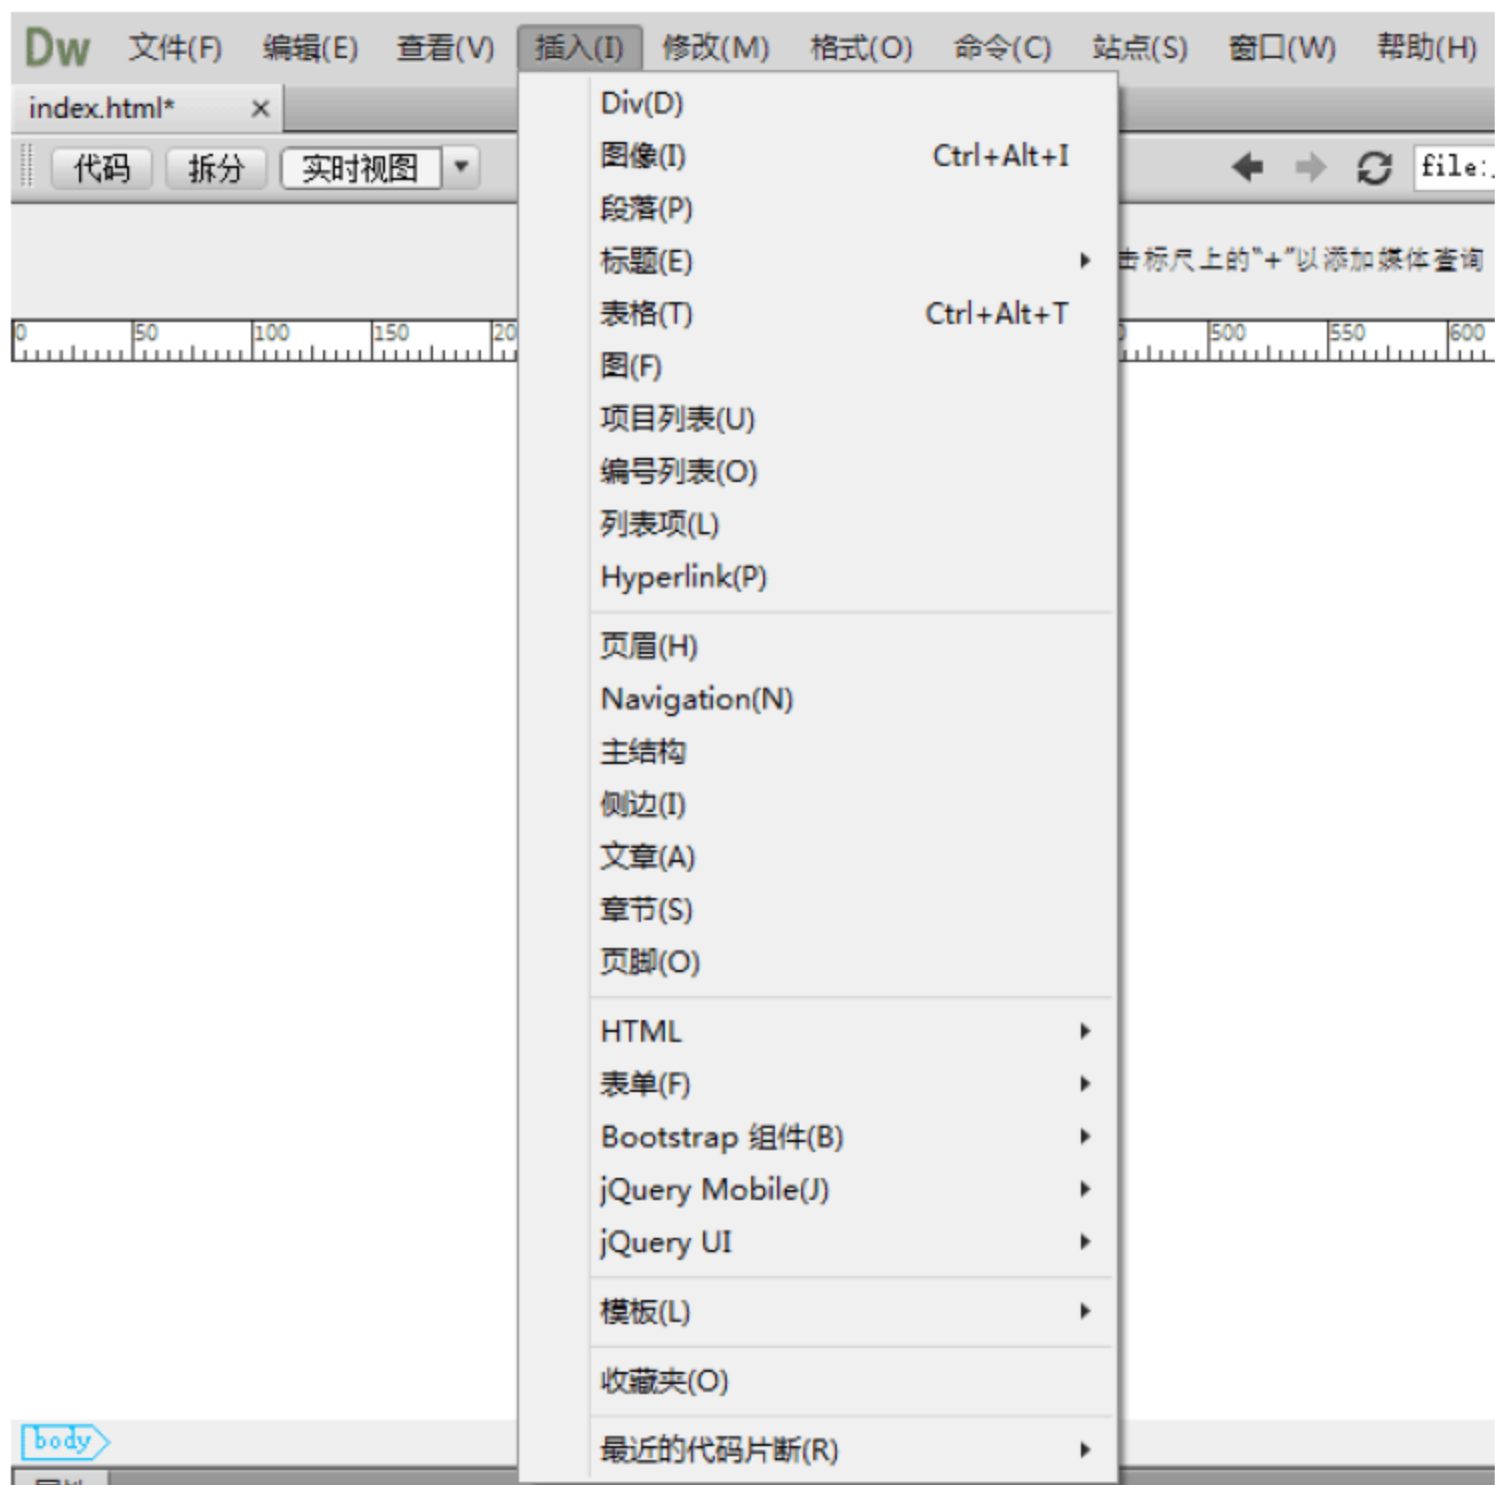 Dw 文件(F) 编辑(E) 查看(V) 插入(I) 修改(M) 格式(O) 命令(C) 站点(S) 窗口(W) 帮助(H)
index.html* ×
代码 拆分 实时视图 file:
Div(D)
图像(I) Ctrl+Alt+I
段落(P)
标题(E)
击标尺上的“+”以添加媒体查询
表格(T) Ctrl+Alt+T
0 50 100 150 20 500 550 600
图(F)
项目列表(U)
编号列表(O)
列表项(L)
Hyperlink(P)
页眉(H)
Navigation(N)
主结构
侧边(I)
文章(A)
章节(S)
页脚(O)
HTML
表单(F)
Bootstrap 组件(B)
jQuery Mobile(J)
jQuery UI
模板(L)
收藏夹(O)
最近的代码片断(R)
body